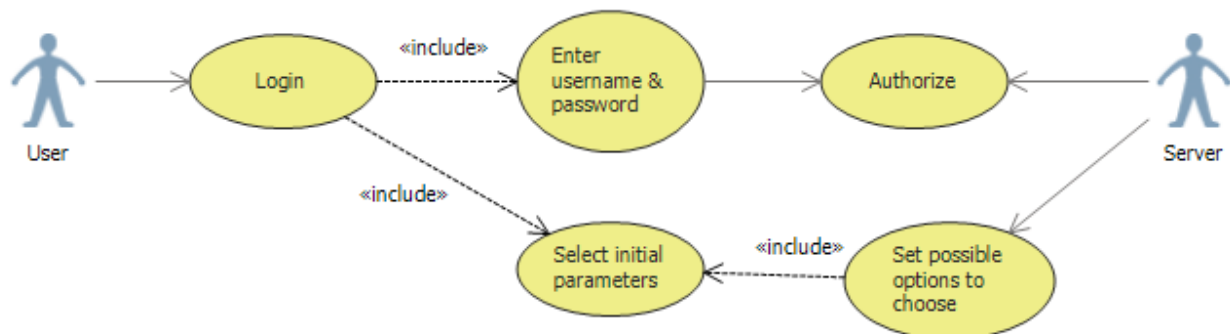 «include»
Enter
username &
password
Login
Authorize
User
Server
«include»
«include»
Select initial
parameters
Set possible
options to
choose